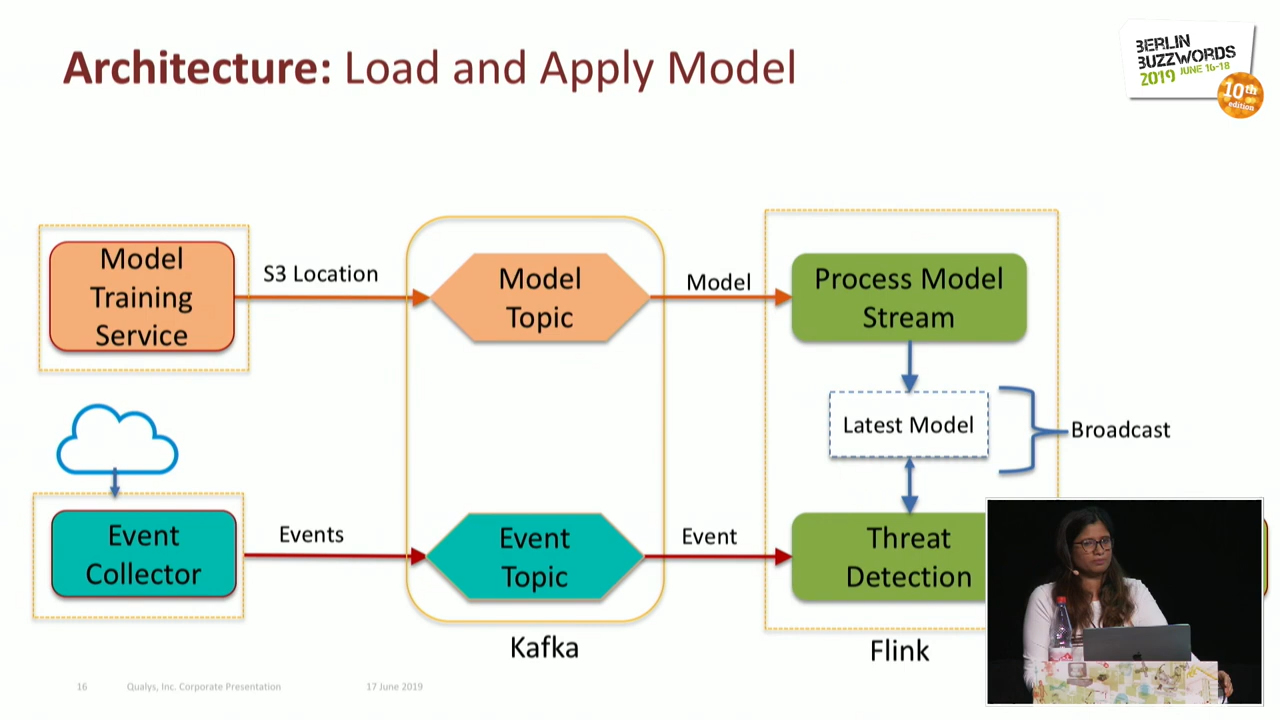 Architecture: Load and Apply Model
BERLIN
BUZZWORDS
2019 JUNE 16-18
10th
edition
Model
Training
Service
S3 Location
Model
Topic
Model
Process Model
Stream
Latest Model
Broadcast
Event
Collector
Events
Event
Topic
Event
Threat
Detection
Kafka
Flink
16
Qualys, Inc. Corporate Presentation
17 June 2019